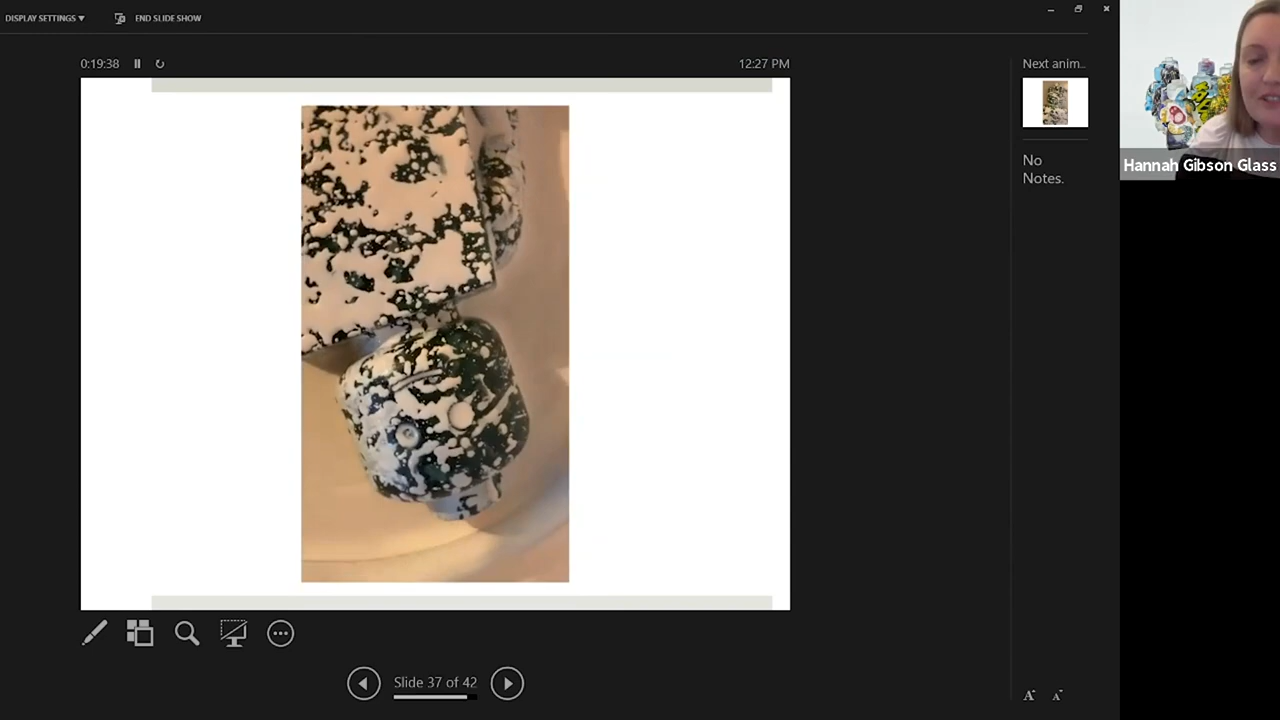 DISPLAY SETTINGS ▼
END SLIDE SHOW
0:19:38
12:27 PM
Next anim...
No
Notes.
Hannah Gibson Glass
Slide 37 of 42
A
A